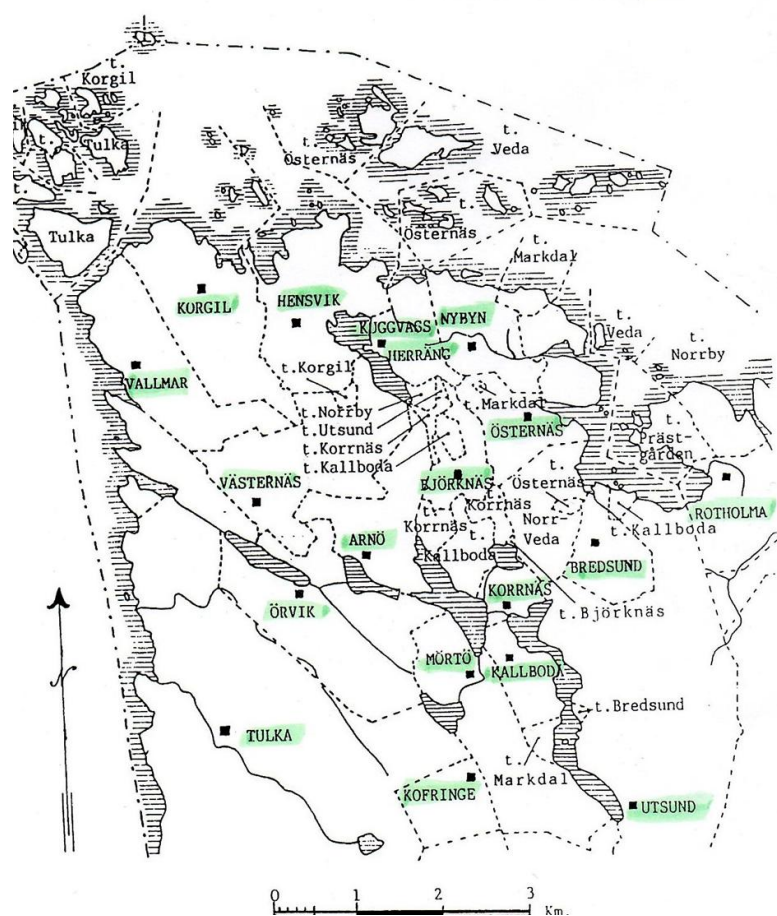 t.
Korgil
Tulka
t.
t.
Östernäs
t.
Veda
Tulka
t.
Östernäs
t.
Markdal
KORGIL
HENSVIK
KUGGVAGS
NYBYN
HERRÄNG
t.
Veda
t.
Norrby
VALLMAR
t.Korgil
t.Norrby
t.Utsund
t.Korrnäs
t.Kallboda
t.Markdal
ÖSTERNÄS
t.
Präst-
gården
VÄSTERNÄS
BJÖRKNÄS
t.
Östernäs
t.
Korrnäs
t.
Korrnäs
t.
Kallboda
t.
Norr-
Veda
t.Kallboda
ROTHOLMA
ARNÖ
BREDSUND
ÖRVIK
KORRNÄS
t.Björknäs
MÖRTÖ
KALLBODA
t.Bredsund
TULKA
t.
Markdal
KOFRINGE
UTSUND
0 1 2 3
Km.